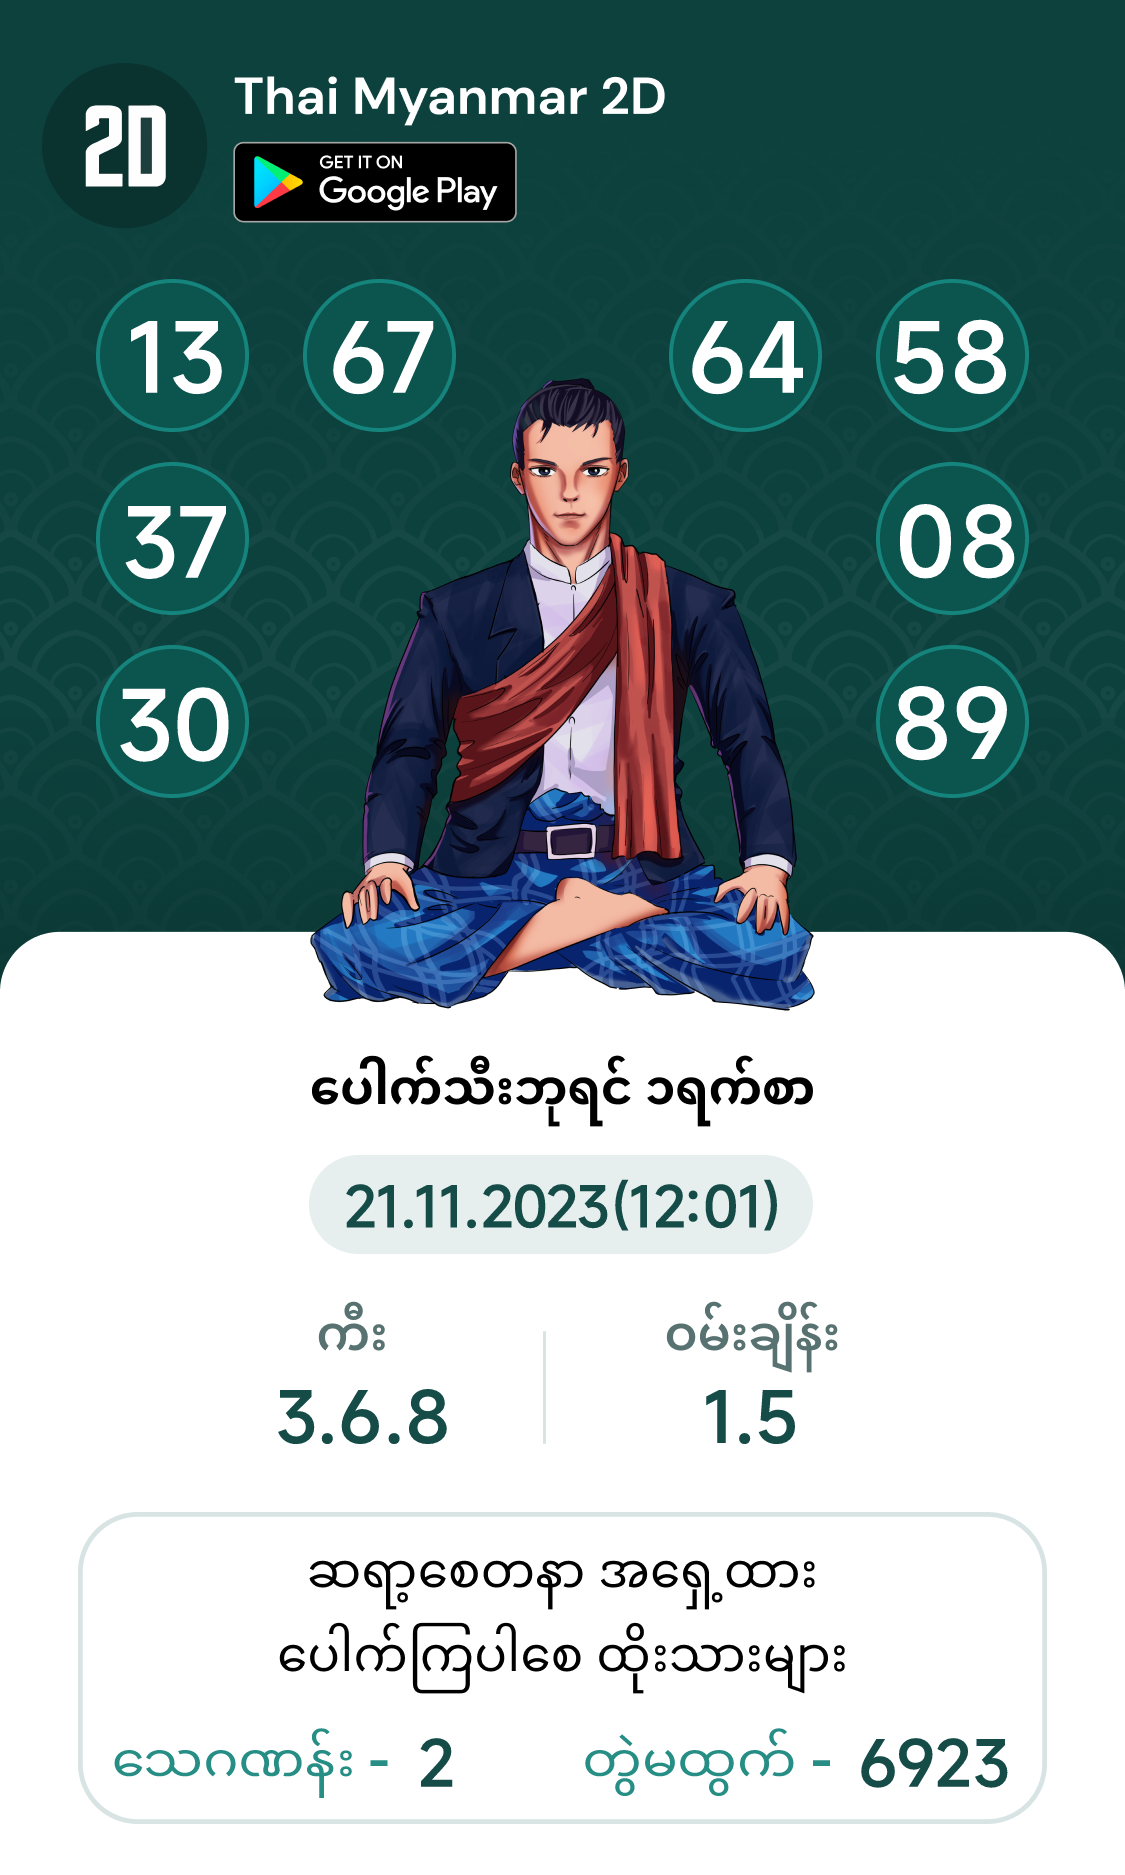 2D
Thai Myanmar 2D
GET IT ON
Google Play
13 67 64 58
37 08
30 89
ပေါက်သီးဘုရင် ၁ရက်စာ
21.11.2023(12:01)
ကီး ဝမ်းချိန်း
3.6.8 1.5
ဆရာ့စေတနာ အရှေ့ထား
ပေါက်ကြပါစေ ထိုးသားများ
သေဂဏန်း - 2 တွဲမထွက် - 6923